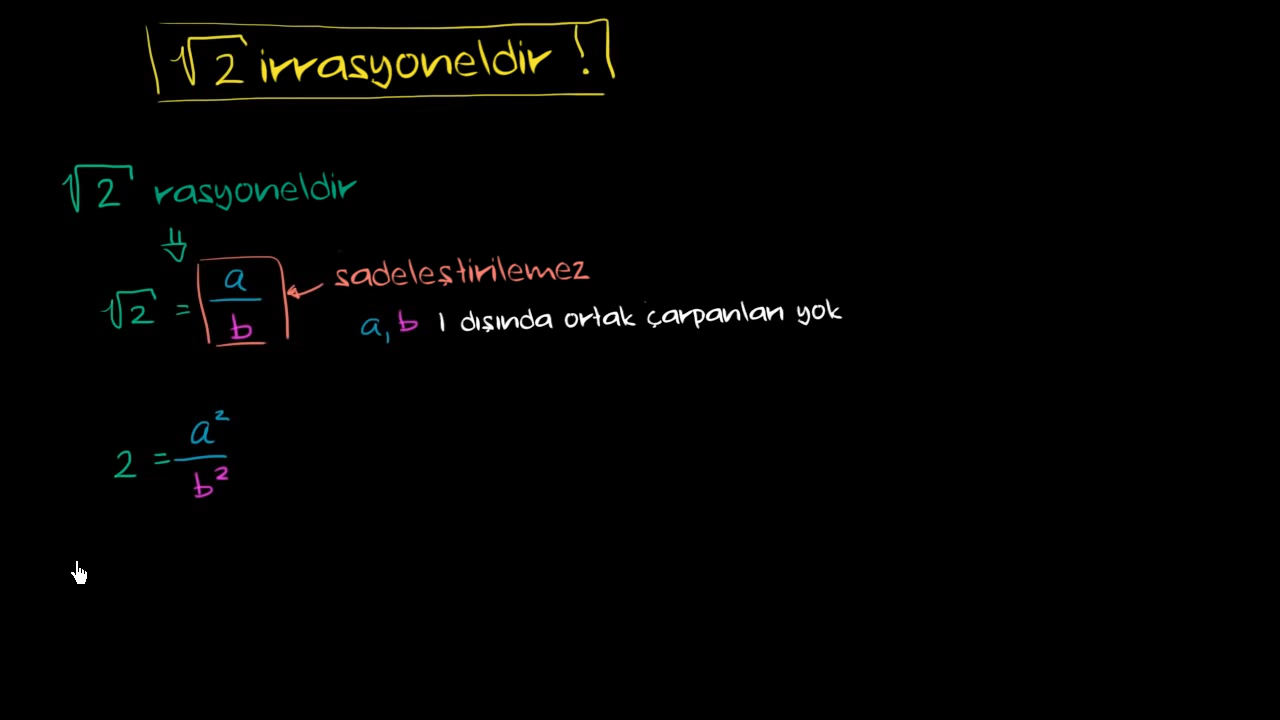 √2 irrasyoneldir !
√2 rasyoneldir
⇓
√2 = a/b ← sadeleştirilemez
a, b 1 dışında ortak çarpanları yok
2 = a²/b²